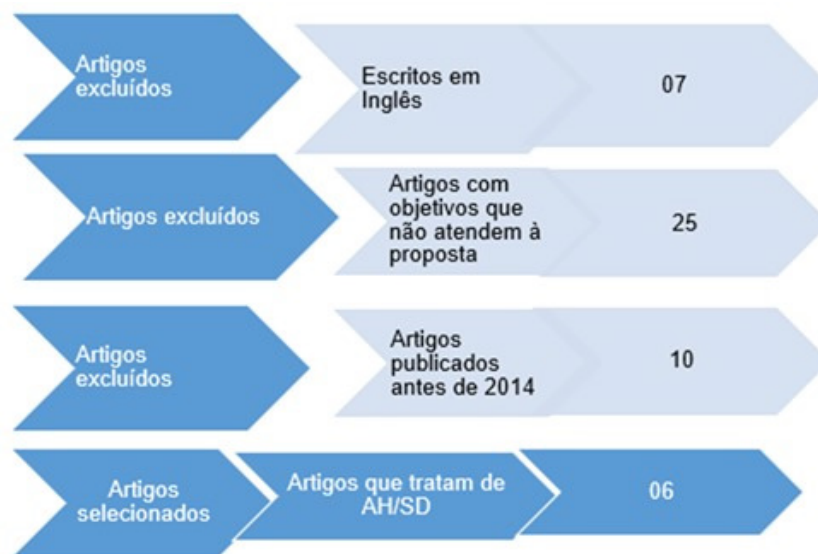 Artigos
excluídos
Escritos em
Inglês
07
Artigos excluídos
Artigos com
objetivos que
não atendem à
proposta
25
Artigos
excluídos
Artigos
publicados
antes de 2014
10
Artigos
selecionados
Artigos que tratam de
AH/SD
06